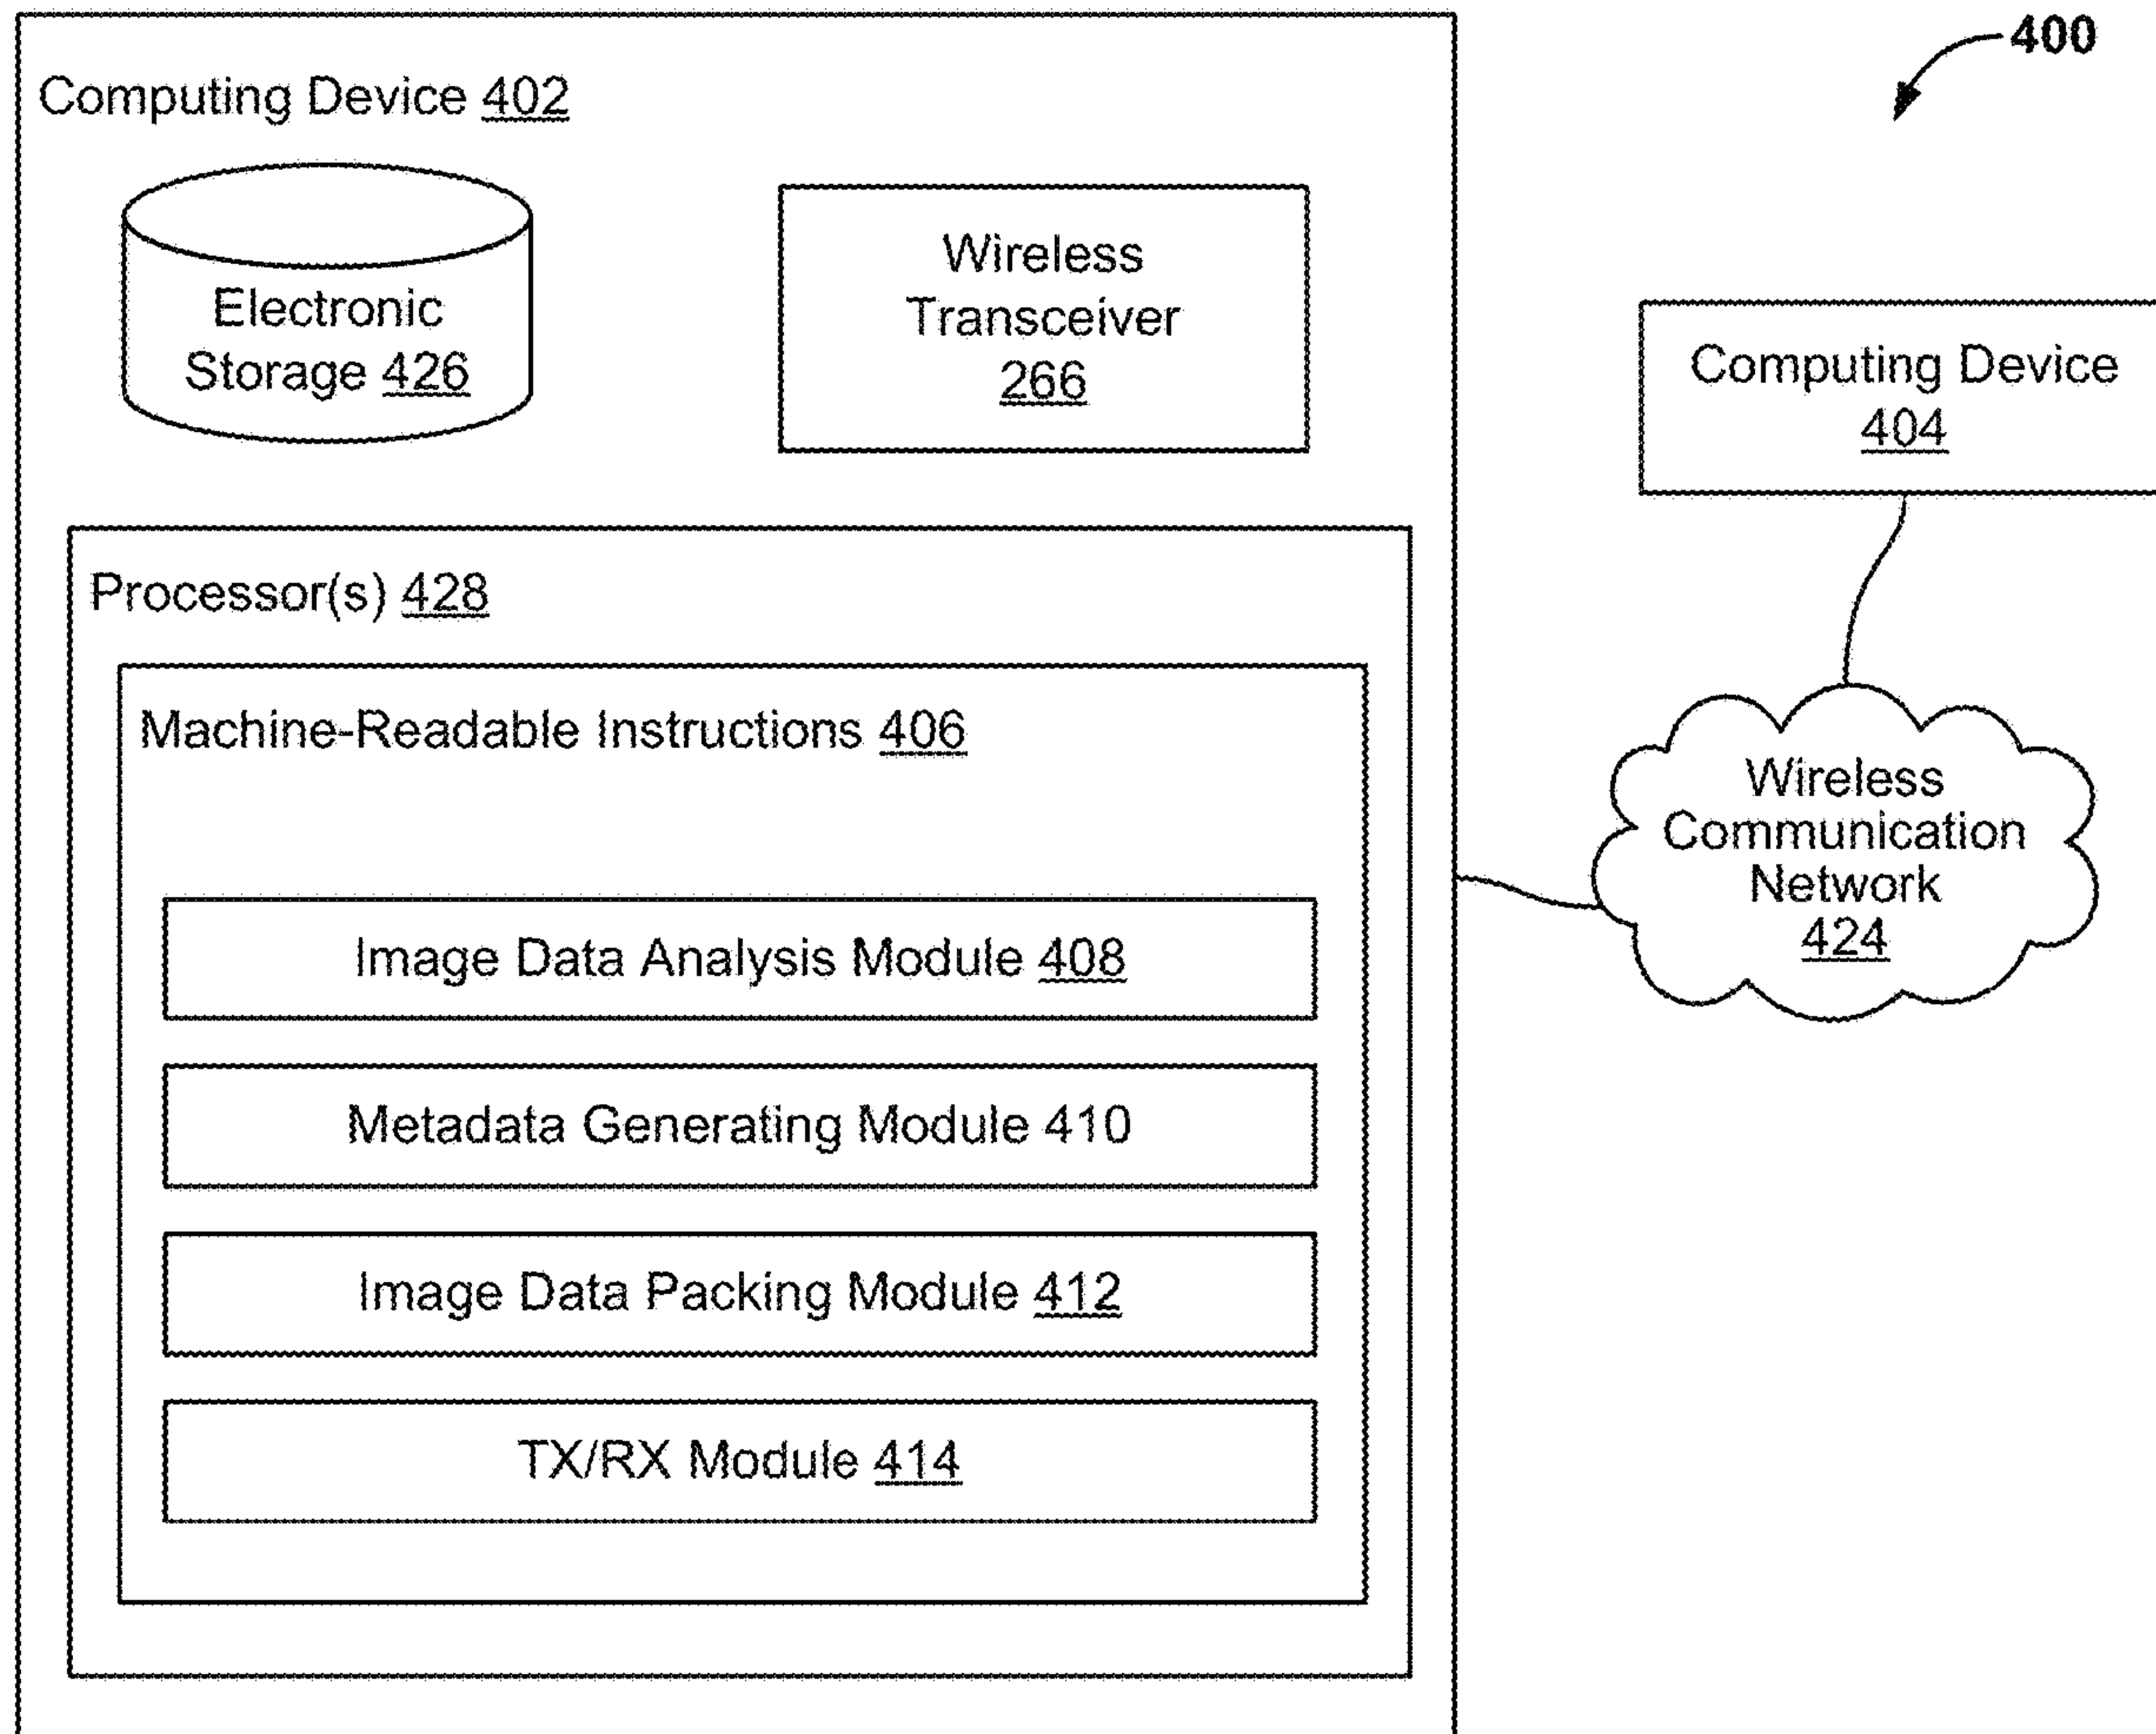 400
Computing Device 402
Electronic
Storage 426
Wireless
Transceiver
266
Computing Device
404
Processor(s) 428
Machine-Readable Instructions 406
Wireless
Communication
Network
424
Image Data Analysis Module 408
Metadata Generating Module 410
Image Data Packing Module 412
TX/RX Module 414